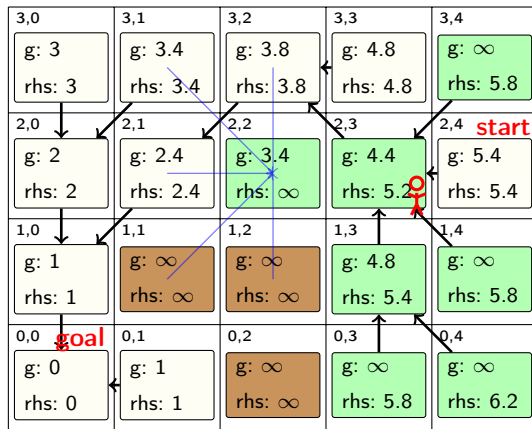 3,0 3,1 3,2 3,3 3,4
g: 3 g: 3.4 g: 3.8 g: 4.8 g: ∞
rhs: 3 rhs: 3.4 rhs: 3.8 rhs: 4.8 rhs: 5.8
2,0 2,1 2,2 2,3 2,4 start
g: 2 g: 2.4 g: 3.4 g: 4.4 g: 5.4
rhs: 2 rhs: 2.4 rhs: ∞ rhs: 5.2 rhs: 5.4
1,0 1,1 1,2 1,3 1,4
g: 1 g: ∞ g: ∞ g: 4.8 g: ∞
rhs: 1 rhs: ∞ rhs: ∞ rhs: 5.4 rhs: 5.8
0,0 goal 0,1 0,2 0,3 0,4
g: 0 g: 1 g: ∞ g: ∞ g: ∞
rhs: 0 rhs: 1 rhs: ∞ rhs: 5.8 rhs: 6.2